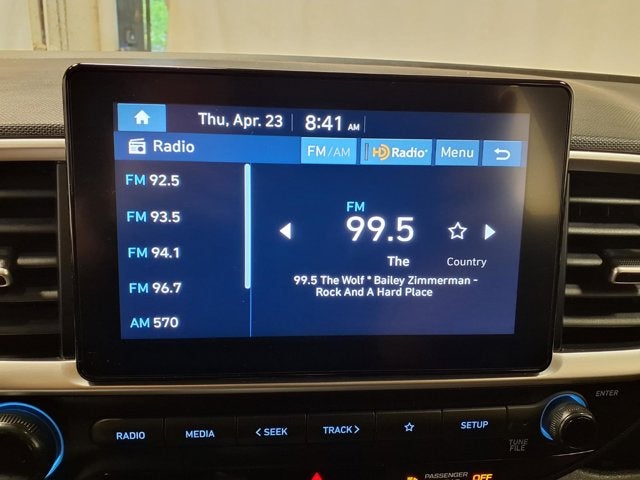 Thu, Apr. 23 8:41 AM
Radio FM/AM HD Radio Menu
FM 92.5
FM 93.5
FM 94.1
FM 96.7
AM 570
FM
99.5
The Country
99.5 The Wolf * Bailey Zimmerman -
Rock And A Hard Place
ENTER
RADIO MEDIA < SEEK TRACK > SETUP
TUNE
FILE
PASSENGER OFF